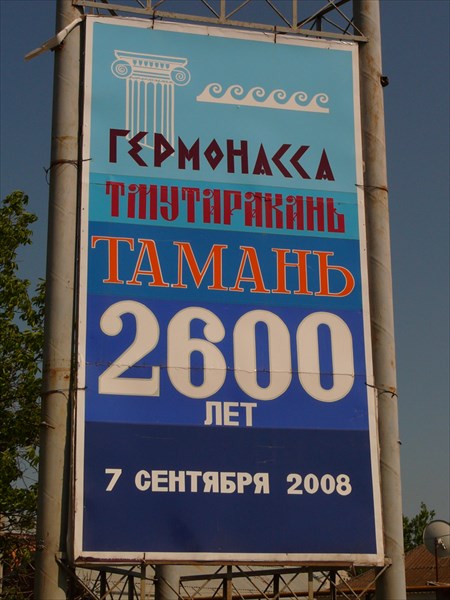 ГЕРМОНАССА
ТМУТАРАКАНЬ
ТАМАНЬ
2600
ЛЕТ
7 СЕНТЯБРЯ 2008